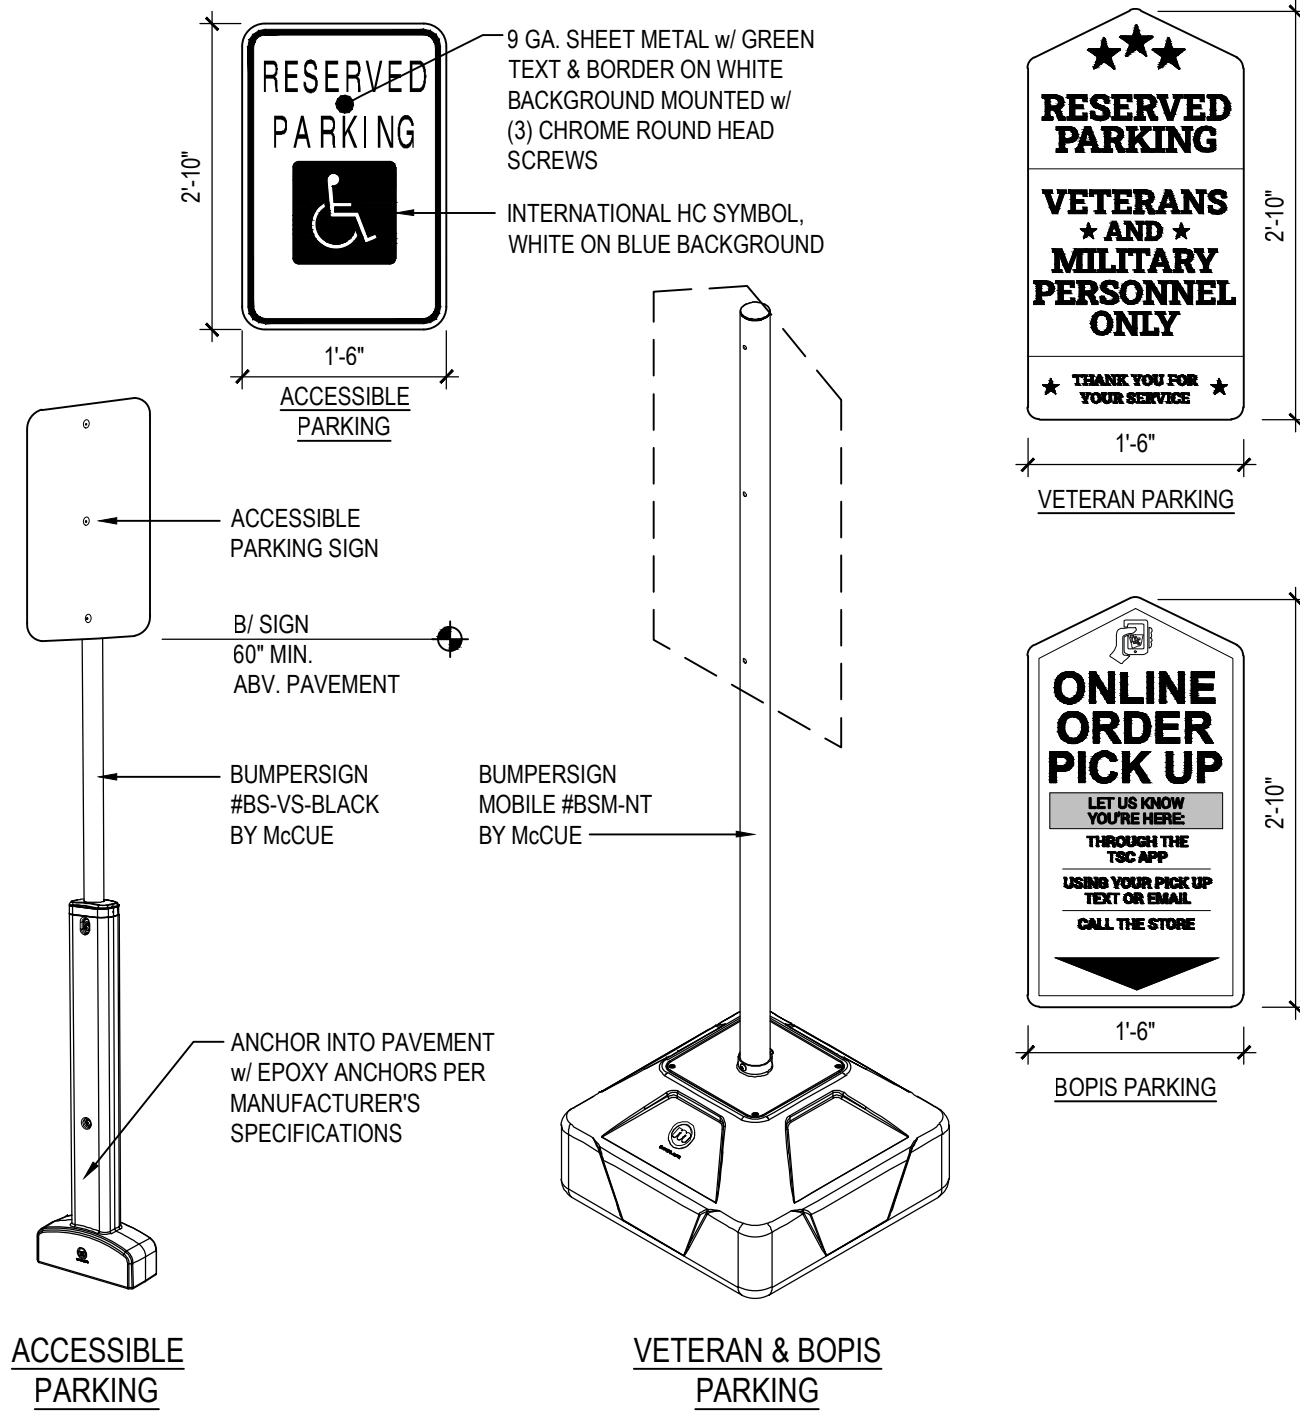 RESERVED
PARKING
2'-10"
1'-6"
ACCESSIBLE
PARKING
9 GA. SHEET METAL w/ GREEN
TEXT & BORDER ON WHITE
BACKGROUND MOUNTED w/
(3) CHROME ROUND HEAD
SCREWS
INTERNATIONAL HC SYMBOL,
WHITE ON BLUE BACKGROUND
RESERVED
PARKING
VETERANS
AND
MILITARY
PERSONNEL
ONLY
THANK YOU FOR
YOUR SERVICE
2'-10"
1'-6"
VETERAN PARKING
ACCESSIBLE
PARKING SIGN
B/ SIGN
60" MIN.
ABV. PAVEMENT
BUMPERSIGN
#BS-VS-BLACK
BY McCUE
BUMPERSIGN
MOBILE #BSM-NT
BY McCUE
ANCHOR INTO PAVEMENT
w/ EPOXY ANCHORS PER
MANUFACTURER'S
SPECIFICATIONS
ONLINE
ORDER
PICK UP
LET US KNOW
YOU'RE HERE:
THROUGH THE
TSC APP
USING YOUR PICK UP
TEXT OR EMAIL
CALL THE STORE
2'-10"
1'-6"
BOPIS PARKING
ACCESSIBLE
PARKING
VETERAN & BOPIS
PARKING